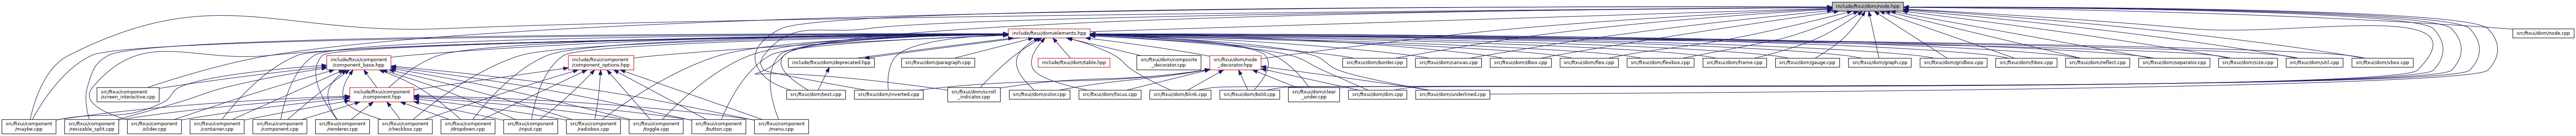 include/ftxui/dom/node.hpp
include/ftxui/dom/elements.hpp
src/ftxui/dom/node.cpp
include/ftxui/component
/component_base.hpp
include/ftxui/component
/component_options.hpp
include/ftxui/dom/deprecated.hpp
src/ftxui/dom/paragraph.cpp
include/ftxui/dom/table.hpp
src/ftxui/dom/composite
_decorator.cpp
src/ftxui/dom/node
_decorator.hpp
src/ftxui/dom/border.cpp
src/ftxui/dom/canvas.cpp
src/ftxui/dom/dbox.cpp
src/ftxui/dom/flex.cpp
src/ftxui/dom/flexbox.cpp
src/ftxui/dom/frame.cpp
src/ftxui/dom/gauge.cpp
src/ftxui/dom/graph.cpp
src/ftxui/dom/gridbox.cpp
src/ftxui/dom/hbox.cpp
src/ftxui/dom/reflect.cpp
src/ftxui/dom/separator.cpp
src/ftxui/dom/size.cpp
src/ftxui/dom/util.cpp
src/ftxui/dom/vbox.cpp
src/ftxui/component
/screen_interactive.cpp
include/ftxui/component
/component.hpp
src/ftxui/dom/text.cpp
src/ftxui/dom/inverted.cpp
src/ftxui/dom/scroll
_indicator.cpp
src/ftxui/dom/color.cpp
src/ftxui/dom/focus.cpp
src/ftxui/dom/blink.cpp
src/ftxui/dom/bold.cpp
src/ftxui/dom/clear
_under.cpp
src/ftxui/dom/dim.cpp
src/ftxui/dom/underlined.cpp
src/ftxui/component
/maybe.cpp
src/ftxui/component
/resizable_split.cpp
src/ftxui/component
/slider.cpp
src/ftxui/component
/container.cpp
src/ftxui/component
/component.cpp
src/ftxui/component
/renderer.cpp
src/ftxui/component
/checkbox.cpp
src/ftxui/component
/dropdown.cpp
src/ftxui/component
/input.cpp
src/ftxui/component
/radiobox.cpp
src/ftxui/component
/toggle.cpp
src/ftxui/component
/button.cpp
src/ftxui/component
/menu.cpp